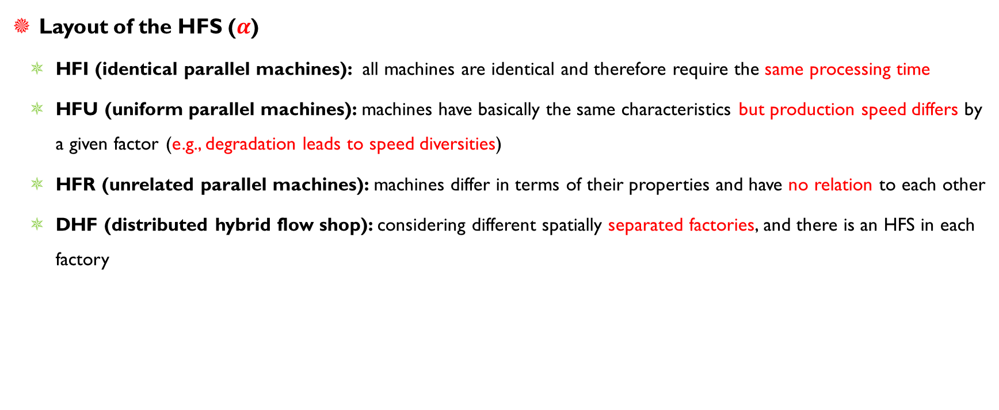 Layout of the HFS (α)
HFI (identical parallel machines): all machines are identical and therefore require the same processing time
HFU (uniform parallel machines): machines have basically the same characteristics but production speed differs by
a given factor (e.g., degradation leads to speed diversities)
HFR (unrelated parallel machines): machines differ in terms of their properties and have no relation to each other
DHF (distributed hybrid flow shop): considering different spatially separated factories, and there is an HFS in each
factory